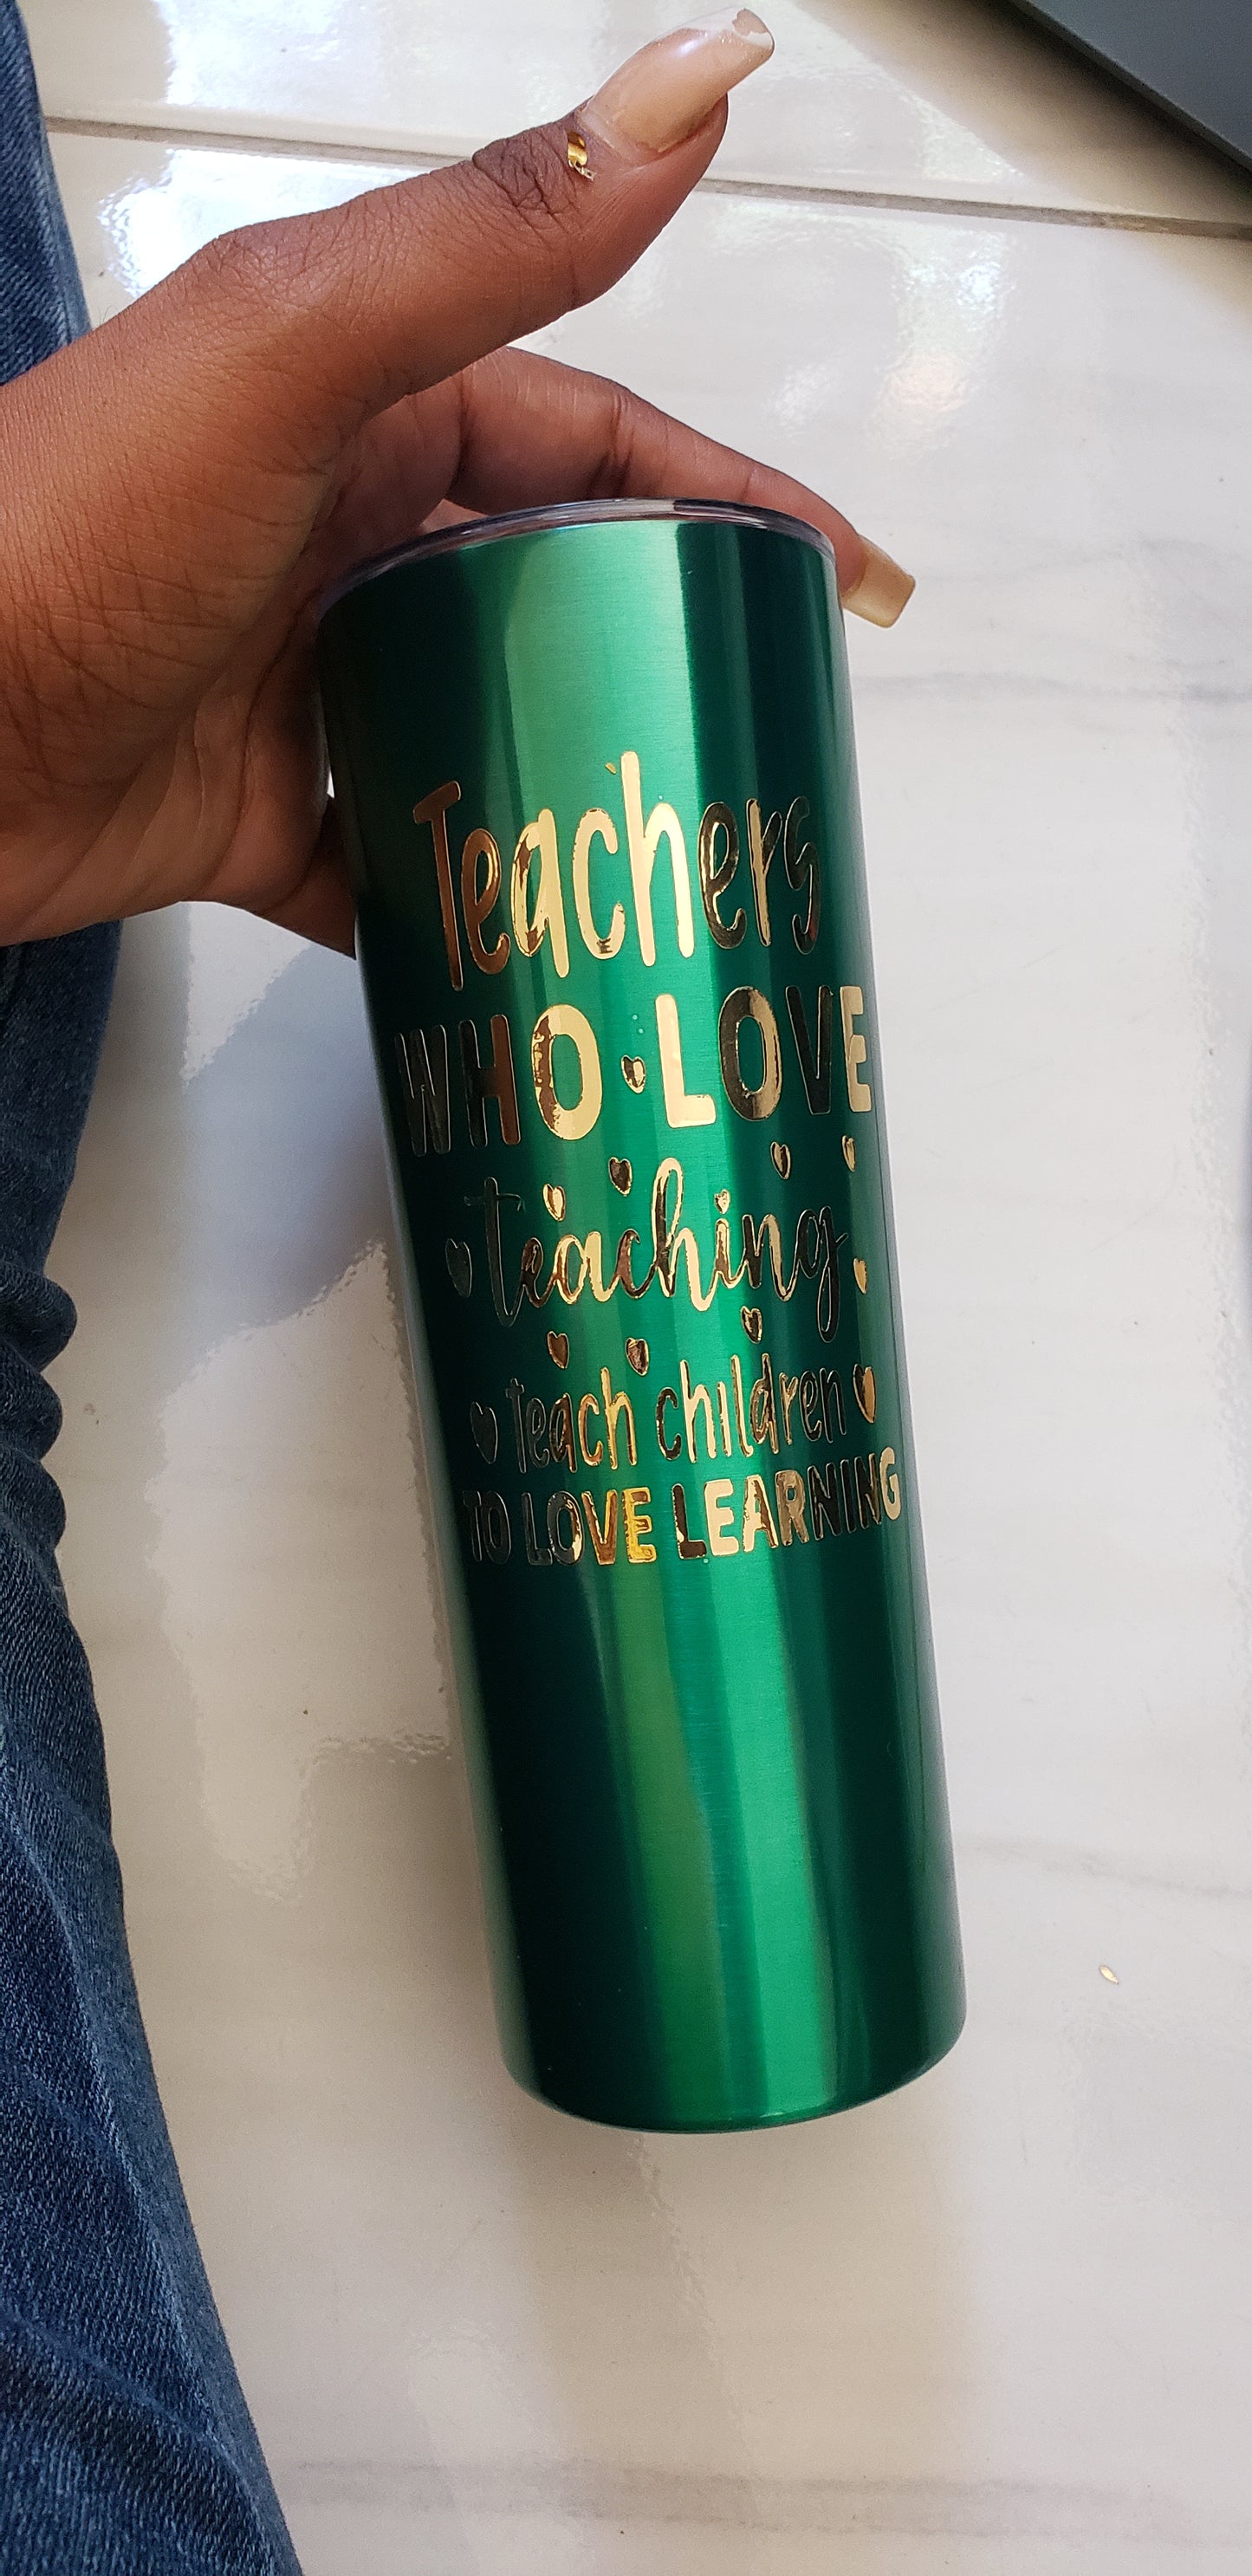 Teachers
WHO LOVE
teaching
teach children
TO LOVE LEARNING